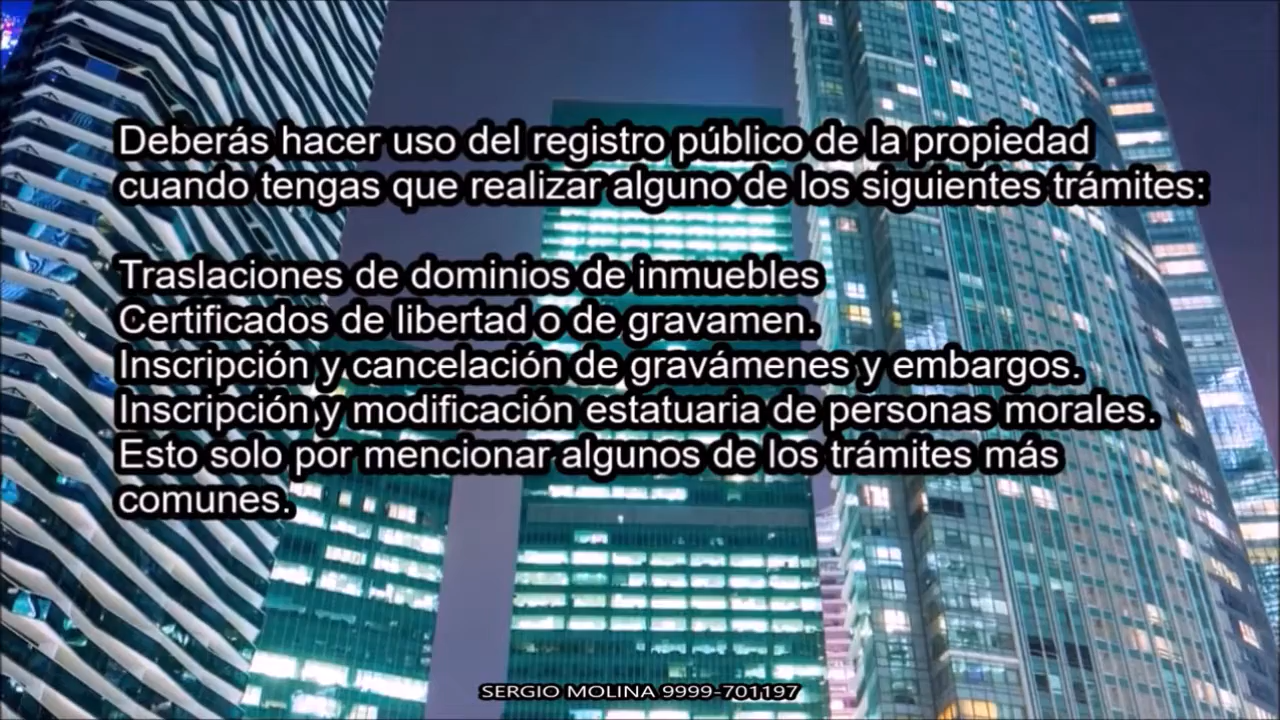 Deberás hacer uso del registro público de la propiedad
cuando tengas que realizar alguno de los siguientes trámites:
Traslaciones de dominios de inmuebles
Certificados de libertad o de gravamen.
Inscripción y cancelación de gravámenes y embargos.
Inscripción y modificación estatuaria de personas morales.
Esto solo por mencionar algunos de los trámites más
comunes.
SERGIO MOLINA 9999-701197